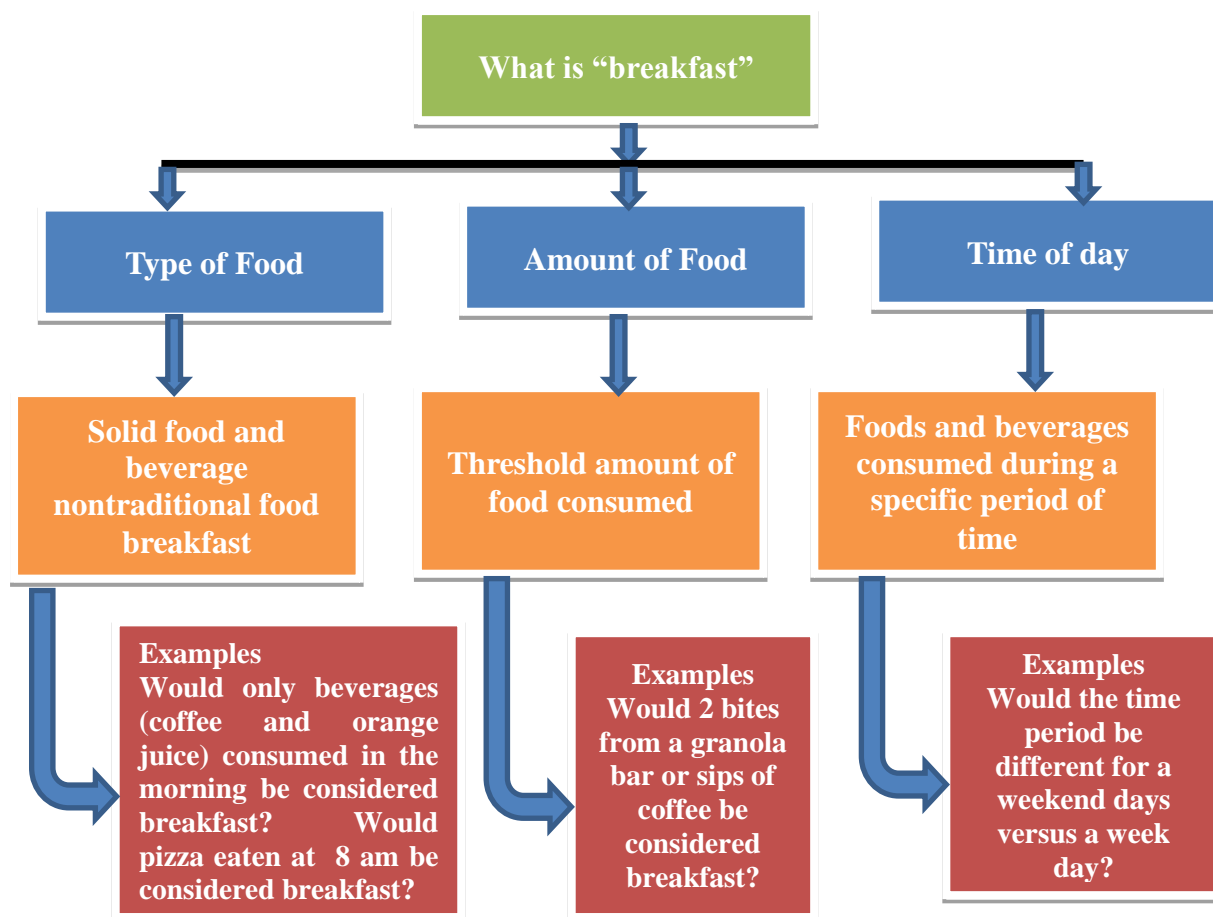 What is “breakfast”
Type of Food
Amount of Food
Time of day
Solid food and
beverage
nontraditional food
breakfast
Threshold amount of
food consumed
Foods and beverages
consumed during a
specific period of
time
Examples
Would only beverages
(coffee and orange
juice) consumed in the
morning be considered
breakfast? Would
pizza eaten at 8 am be
considered breakfast?
Examples
Would 2 bites
from a granola
bar or sips of
coffee be
considered
breakfast?
Examples
Would the time
period be
different for a
weekend days
versus a week
day?